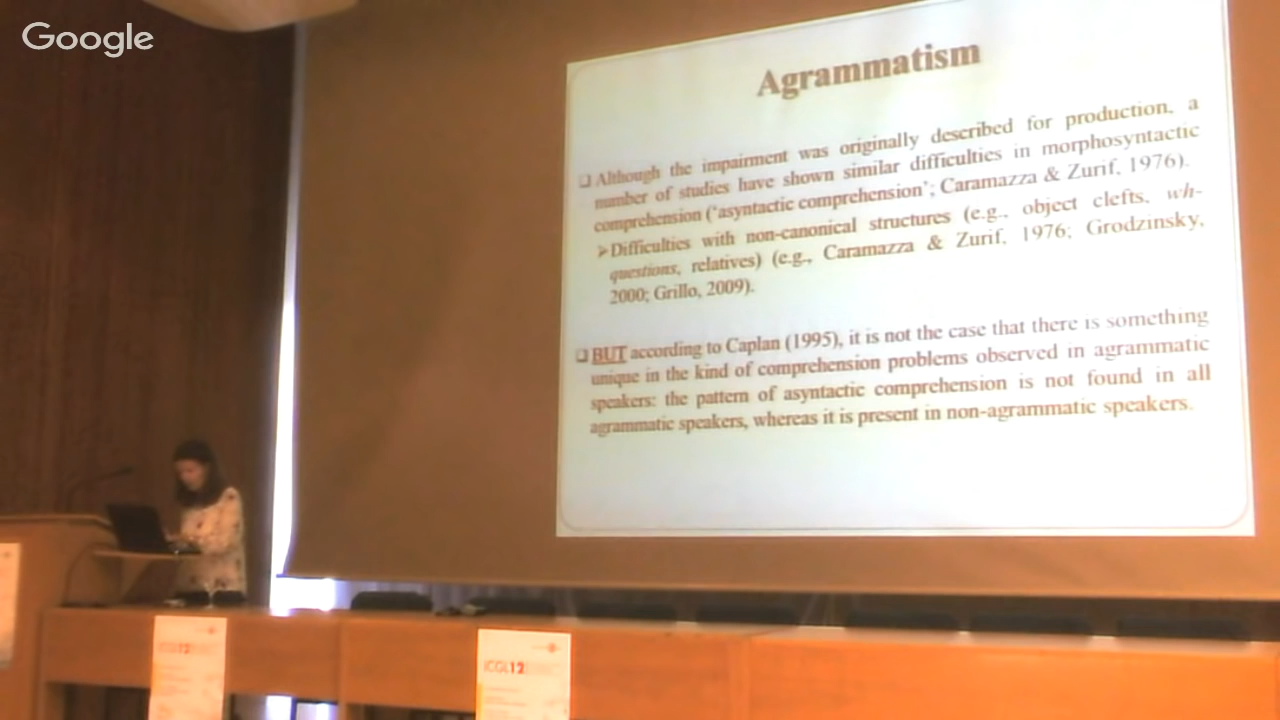 Google
Agrammatism
❑ Although the impairment was originally described for production, a
number of studies have shown similar difficulties in morphosyntactic
comprehension ('asyntactic comprehension'; Caramazza & Zurif, 1976).
➢ Difficulties with non-canonical structures (e.g., object clefts, wh-
questions, relatives) (e.g., Caramazza & Zurif, 1976; Grodzinsky,
2000; Grillo, 2009).
❑ BUT according to Caplan (1995), it is not the case that there is something
unique in the kind of comprehension problems observed in agrammatic
speakers: the pattern of asyntactic comprehension is not found in all
agrammatic speakers, whereas it is present in non-agrammatic speakers.
ICGL12
ICGL12